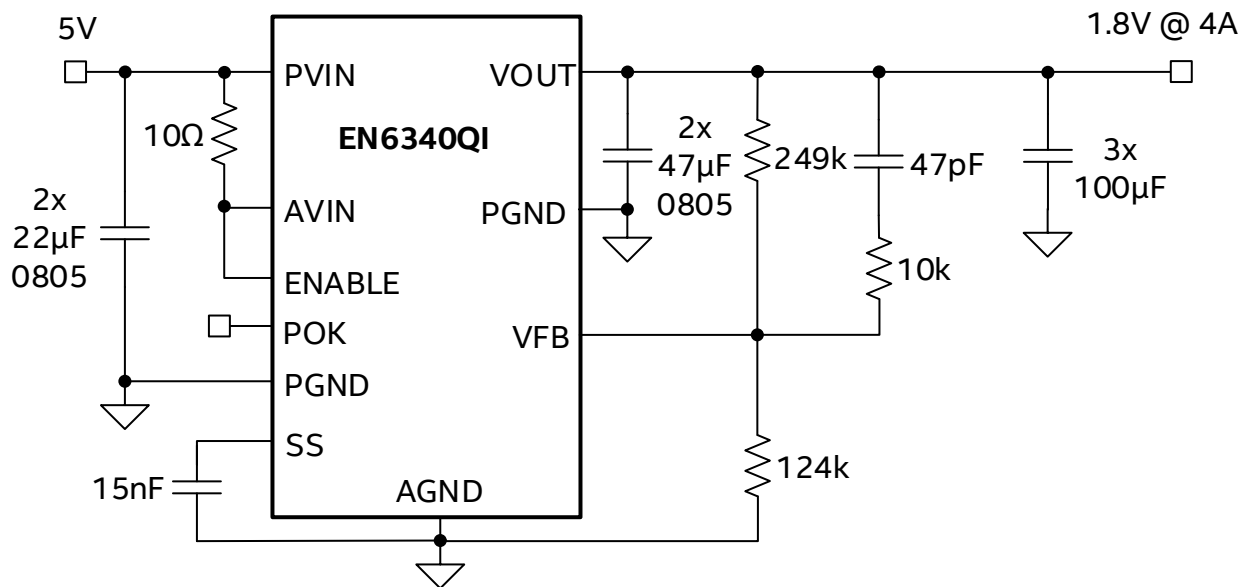 5V
1.8V @ 4A
PVIN
VOUT
10Ω
EN6340QI
2x
47µF
0805
249k
47pF
3x
100µF
2x
22µF
0805
AVIN
PGND
ENABLE
10k
POK
VFB
PGND
SS
15nF
AGND
124k